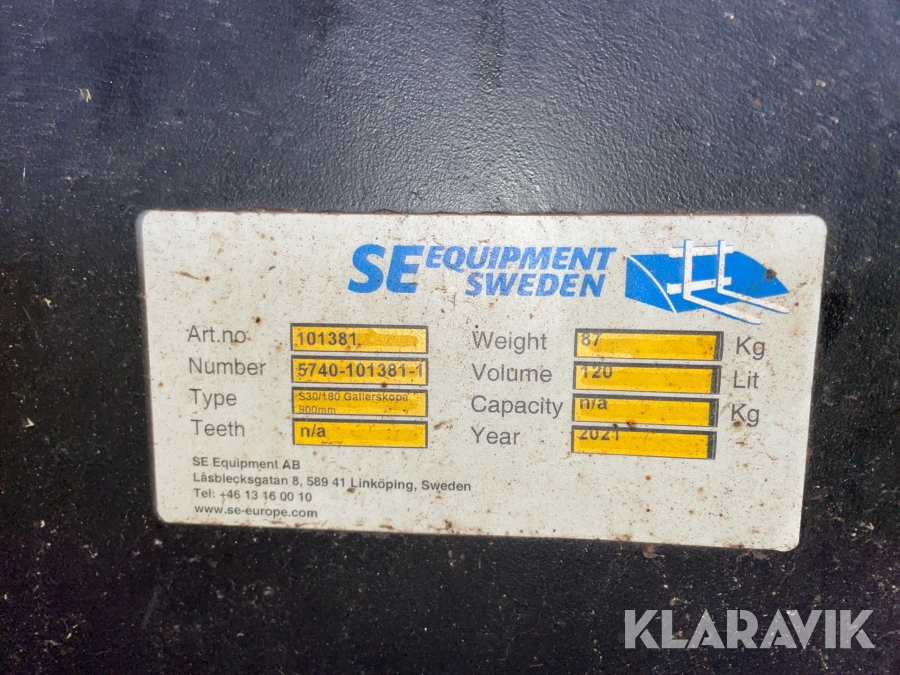 SE EQUIPMENT
SWEDEN
Art.no 101381 Weight 87 Kg
Number 5740-101381-1 Volume 120 Lit
Type S30/180 Gallerskopa Capacity n/a Kg
900mm
Teeth n/a Year 2021
SE Equipment AB
Låsblecksgatan 8, 589 41 Linköping, Sweden
Tel: +46 13 16 00 10
www.se-europe.com
KLARAVIK